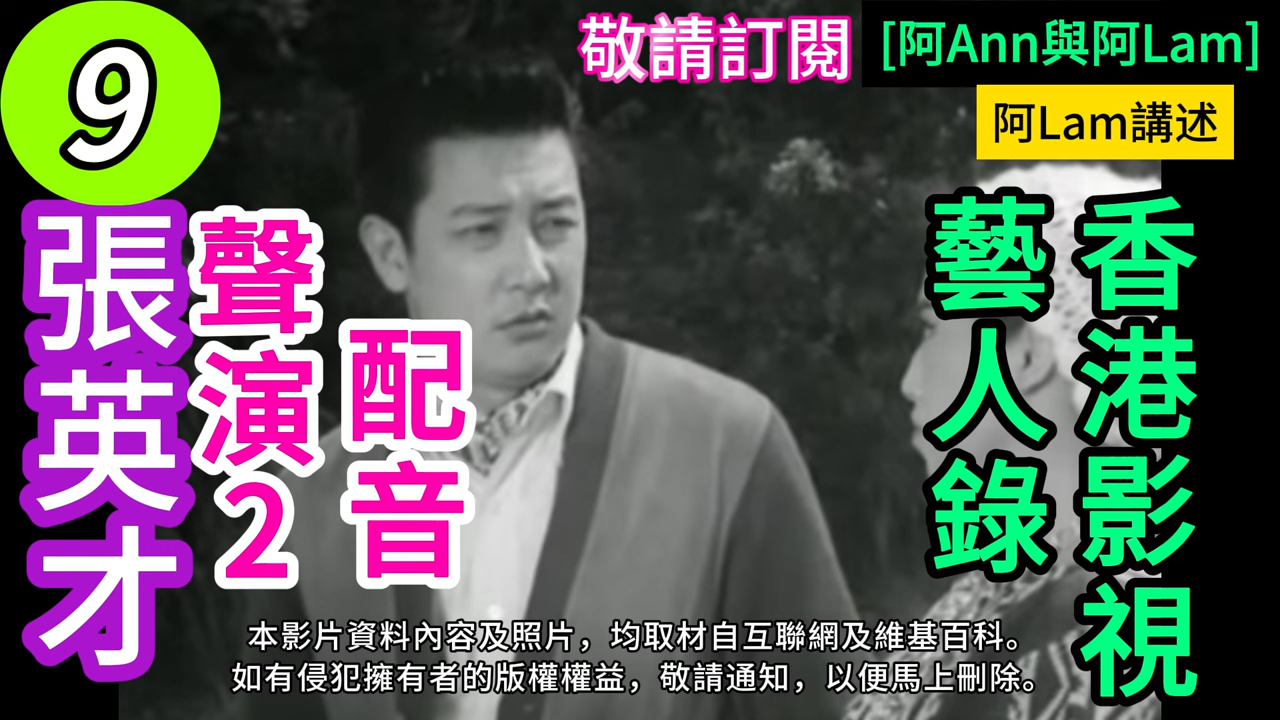 9
敬請訂閱
[阿Ann與阿Lam]
阿Lam講述
張英才
聲演2
配音
香港影視
藝人錄
本影片資料內容及照片，均取材自互聯網及維基百科。
如有侵犯擁有者的版權權益，敬請通知，以便馬上刪除。